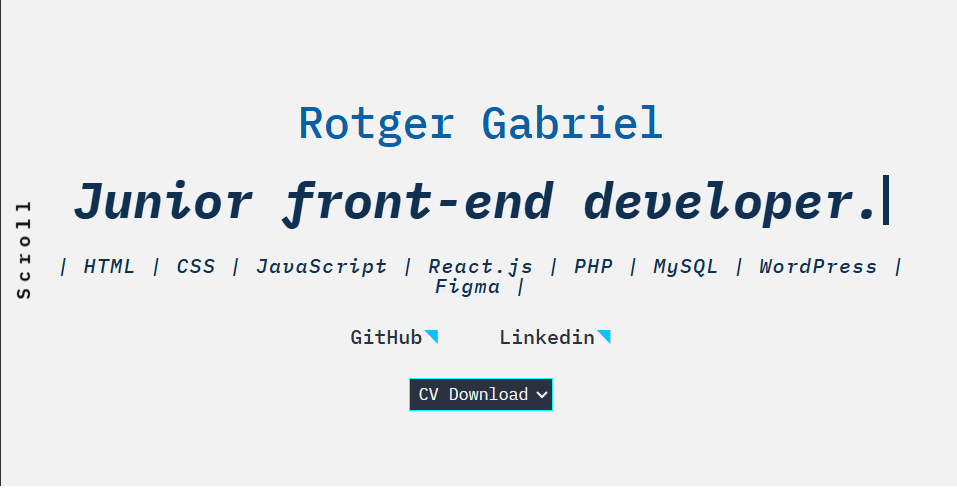 Rotger Gabriel
Junior front-end developer.
Scroll
| HTML | CSS | JavaScript | React.js | PHP | MySQL | WordPress |
Figma |
GitHub
Linkedin
CV Download